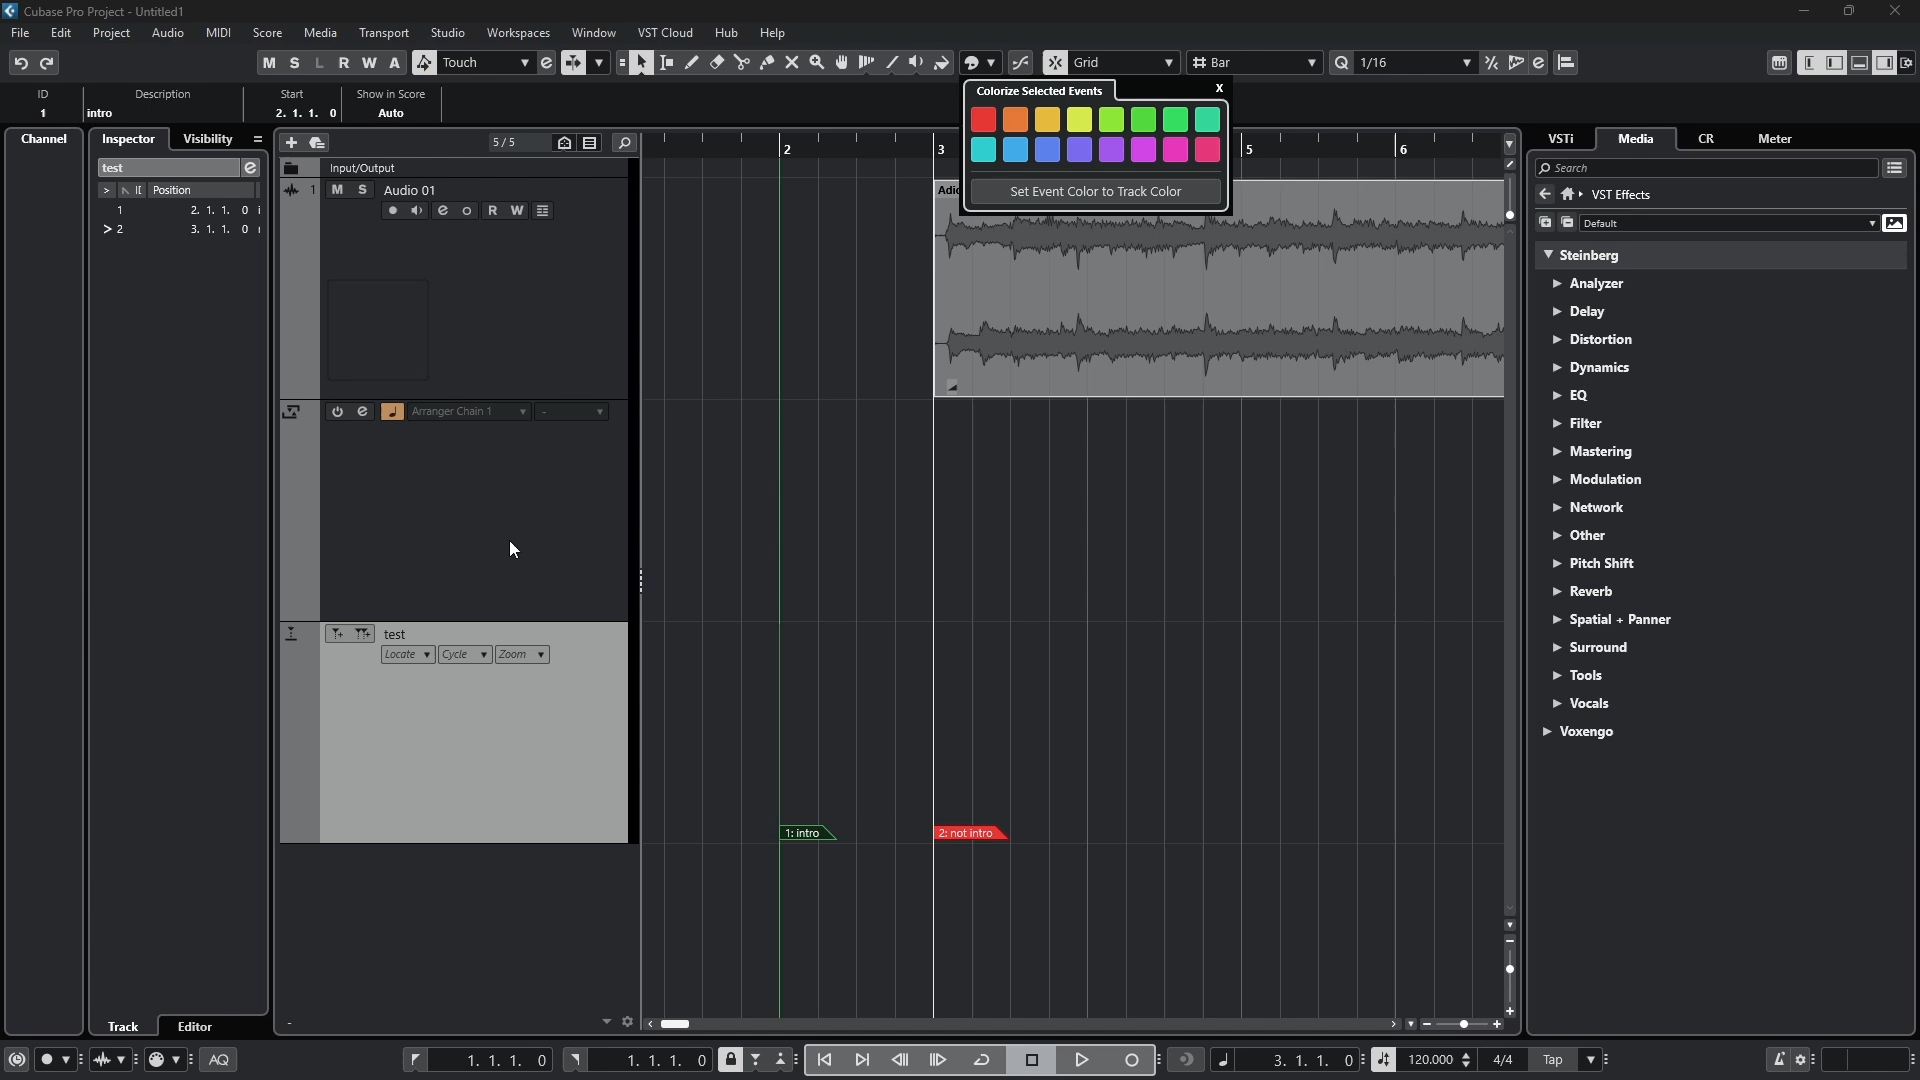 Cubase Pro Project - Untitled1
File Edit Project Audio MIDI Score Media Transport Studio Workspaces Window VST Cloud Hub Help
M S L R W A Touch Grid Bar 1/16
ID Description Start Show in Score
1 intro 2. 1. 1. 0 Auto
Colorize Selected Events X
Set Event Color to Track Color
Channel
Inspector Visibility
test
Position
1 2. 1. 1. 0
2 3. 1. 1. 0
Track Editor
5 / 5
Input/Output
1 M S Audio 01
R W
Arranger Chain 1 -
test
Locate Cycle Zoom
2 3 5 6
1: intro
2: not intro
VSTi Media CR Meter
Search
VST Effects
Default
Steinberg
Analyzer
Delay
Distortion
Dynamics
EQ
Filter
Mastering
Modulation
Network
Other
Pitch Shift
Reverb
Spatial + Panner
Surround
Tools
Vocals
Voxengo
AQ 1. 1. 1. 0 1. 1. 1. 0 3. 1. 1. 0 120.000 4/4 Tap